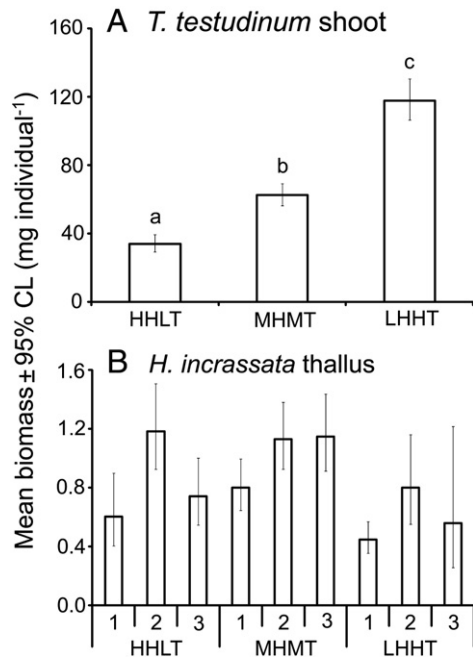 A T. testudinum shoot
160
120
80
40
0
a
b
c
HHLT MHMT LHHT
Mean biomass ± 95% CL (mg individual⁻¹)
B H. incrassata thallus
1.6
1.2
0.8
0.4
0.0
1 2 3 1 2 3 1 2 3
HHLT MHMT LHHT